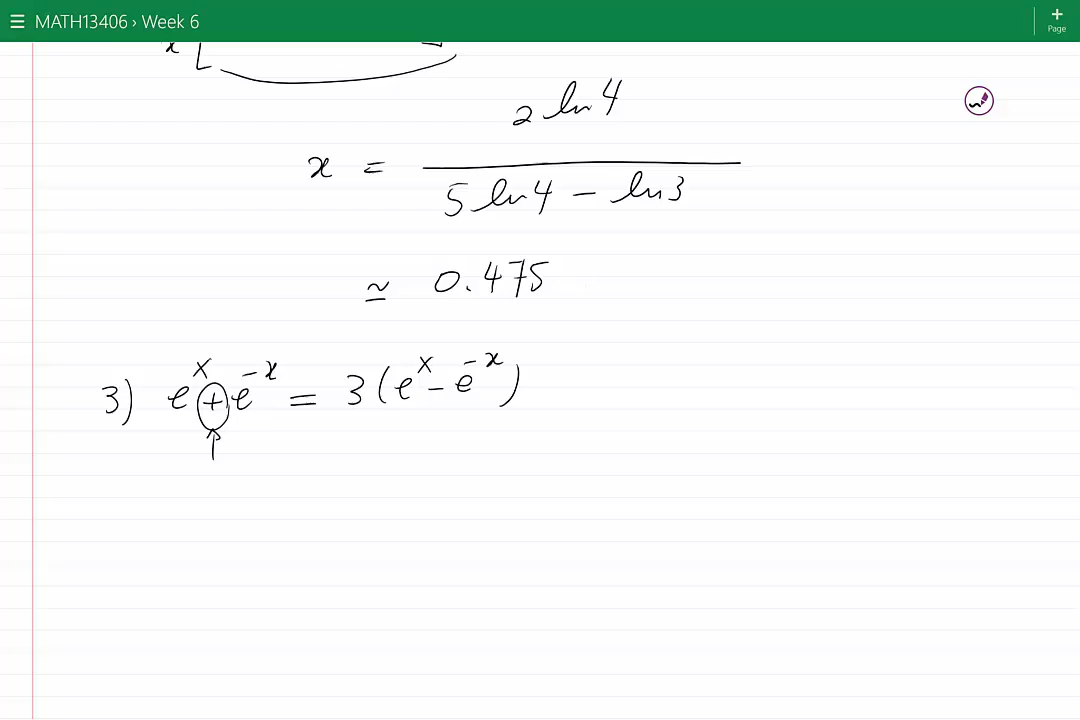 MATH13406 › Week 6
Page
x
2 ln 4
x = ―――
5 ln 4 − ln 3
≃ 0.475
3) e^x + e^-x = 3 (e^x − e^-x)